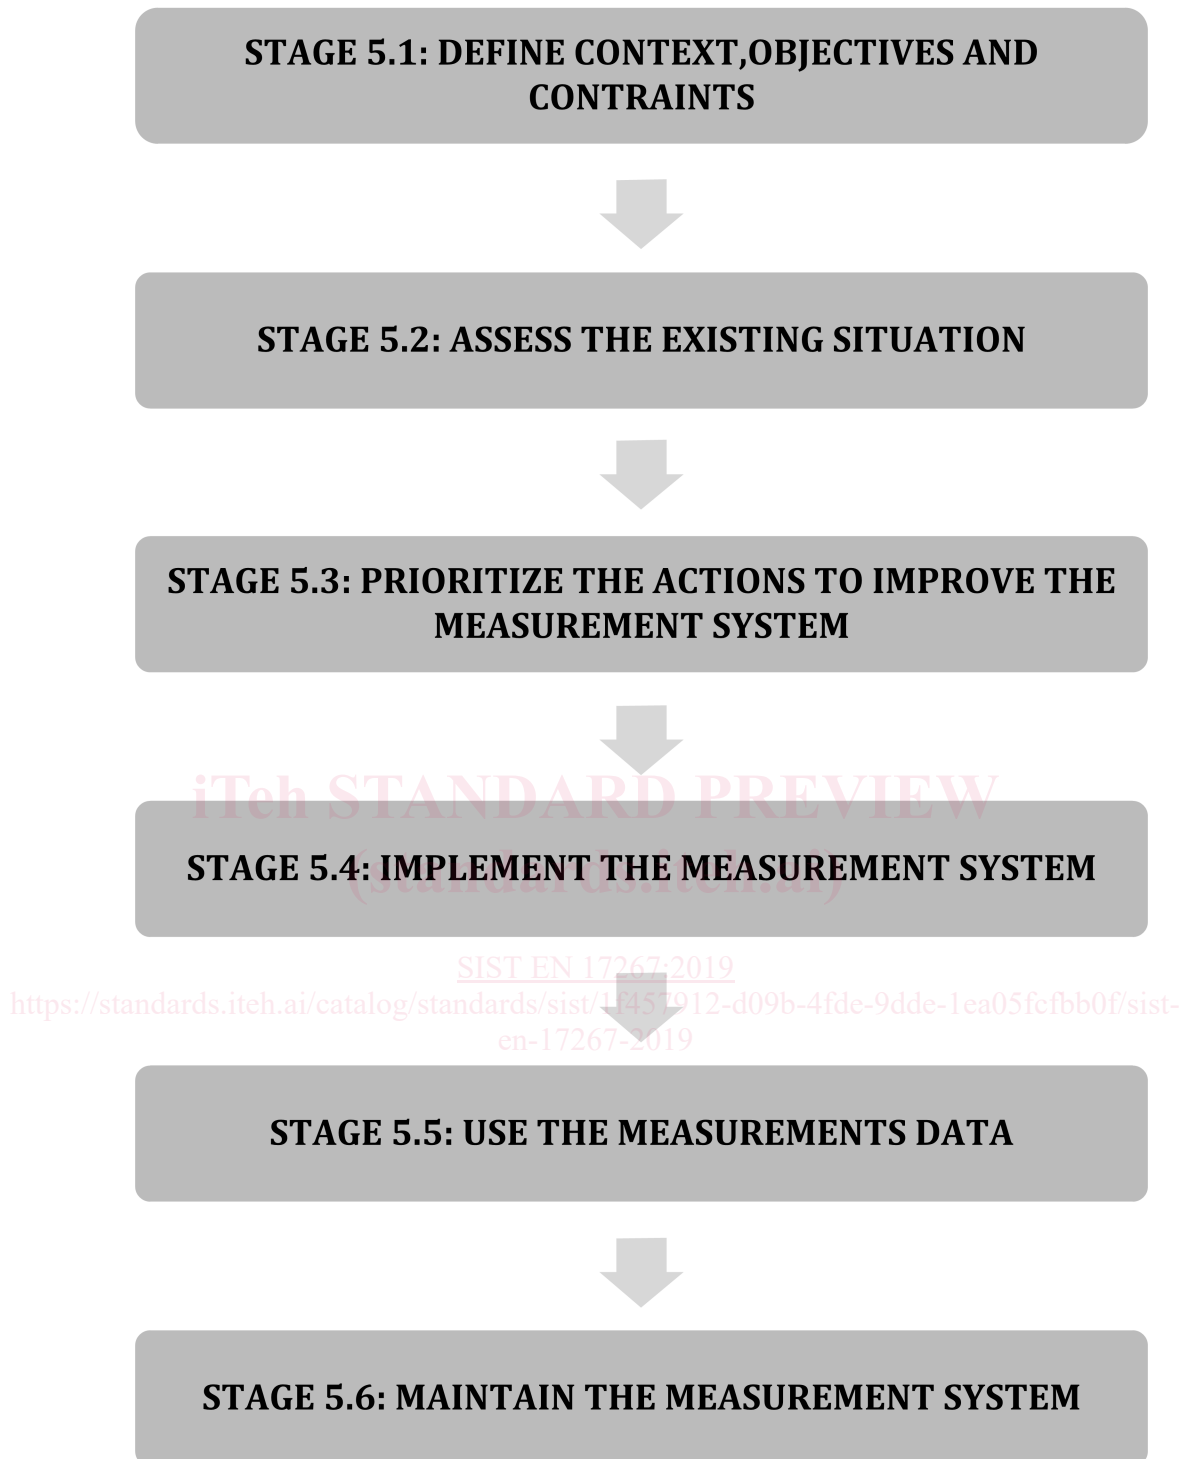 STAGE 5.1: DEFINE CONTEXT,OBJECTIVES AND
CONTRAINTS
STAGE 5.2: ASSESS THE EXISTING SITUATION
STAGE 5.3: PRIORITIZE THE ACTIONS TO IMPROVE THE
MEASUREMENT SYSTEM
iTeh STANDARD PREVIEW
STAGE 5.4: IMPLEMENT THE MEASUREMENT SYSTEM
(standards.iteh.ai)
SIST EN 17267:2019
https://standards.iteh.ai/catalog/standards/sist/1f457912-d09b-4fde-9dde-1ea05fcfbb0f/sist-
en-17267-2019
STAGE 5.5: USE THE MEASUREMENTS DATA
STAGE 5.6: MAINTAIN THE MEASUREMENT SYSTEM